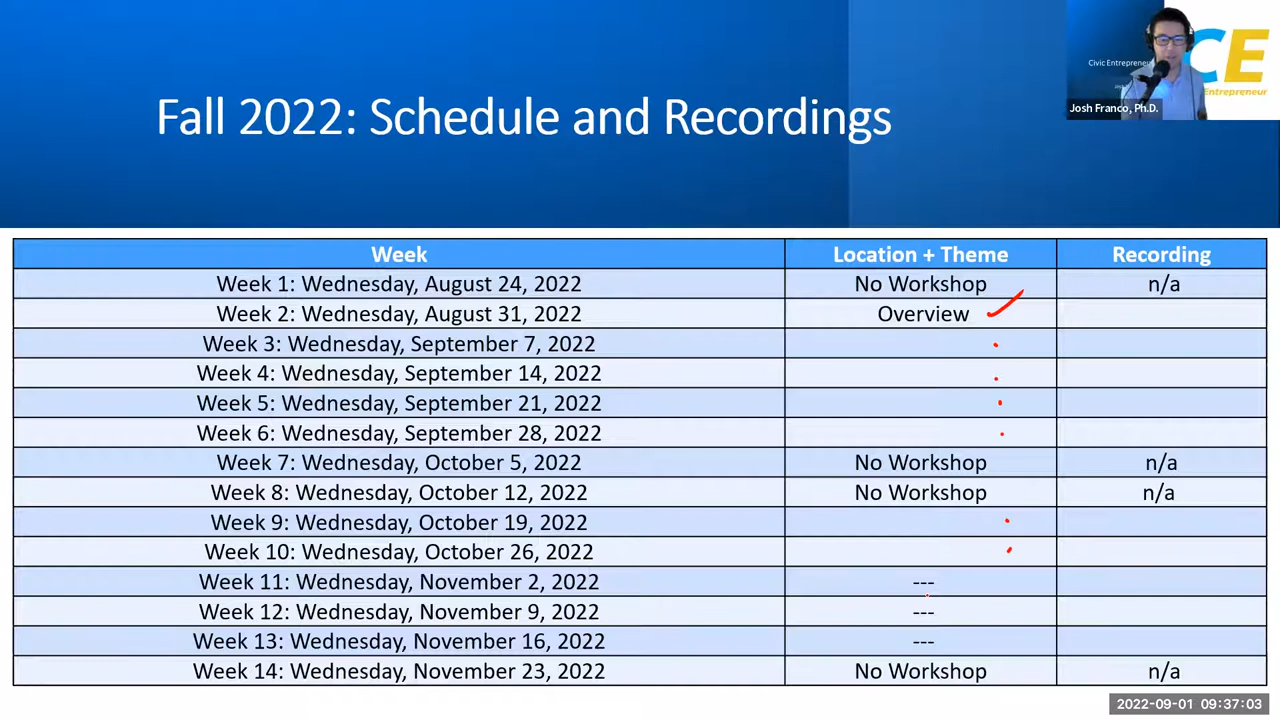 Civic Entrepreneur
CE
Entrepreneur
Josh Franco, Ph.D.
Fall 2022: Schedule and Recordings
Week Location + Theme Recording
Week 1: Wednesday, August 24, 2022 No Workshop n/a
Week 2: Wednesday, August 31, 2022 Overview
Week 3: Wednesday, September 7, 2022
Week 4: Wednesday, September 14, 2022
Week 5: Wednesday, September 21, 2022
Week 6: Wednesday, September 28, 2022
Week 7: Wednesday, October 5, 2022 No Workshop n/a
Week 8: Wednesday, October 12, 2022 No Workshop n/a
Week 9: Wednesday, October 19, 2022
Week 10: Wednesday, October 26, 2022
Week 11: Wednesday, November 2, 2022 ---
Week 12: Wednesday, November 9, 2022 ---
Week 13: Wednesday, November 16, 2022 ---
Week 14: Wednesday, November 23, 2022 No Workshop n/a
2022-09-01 09:37:03